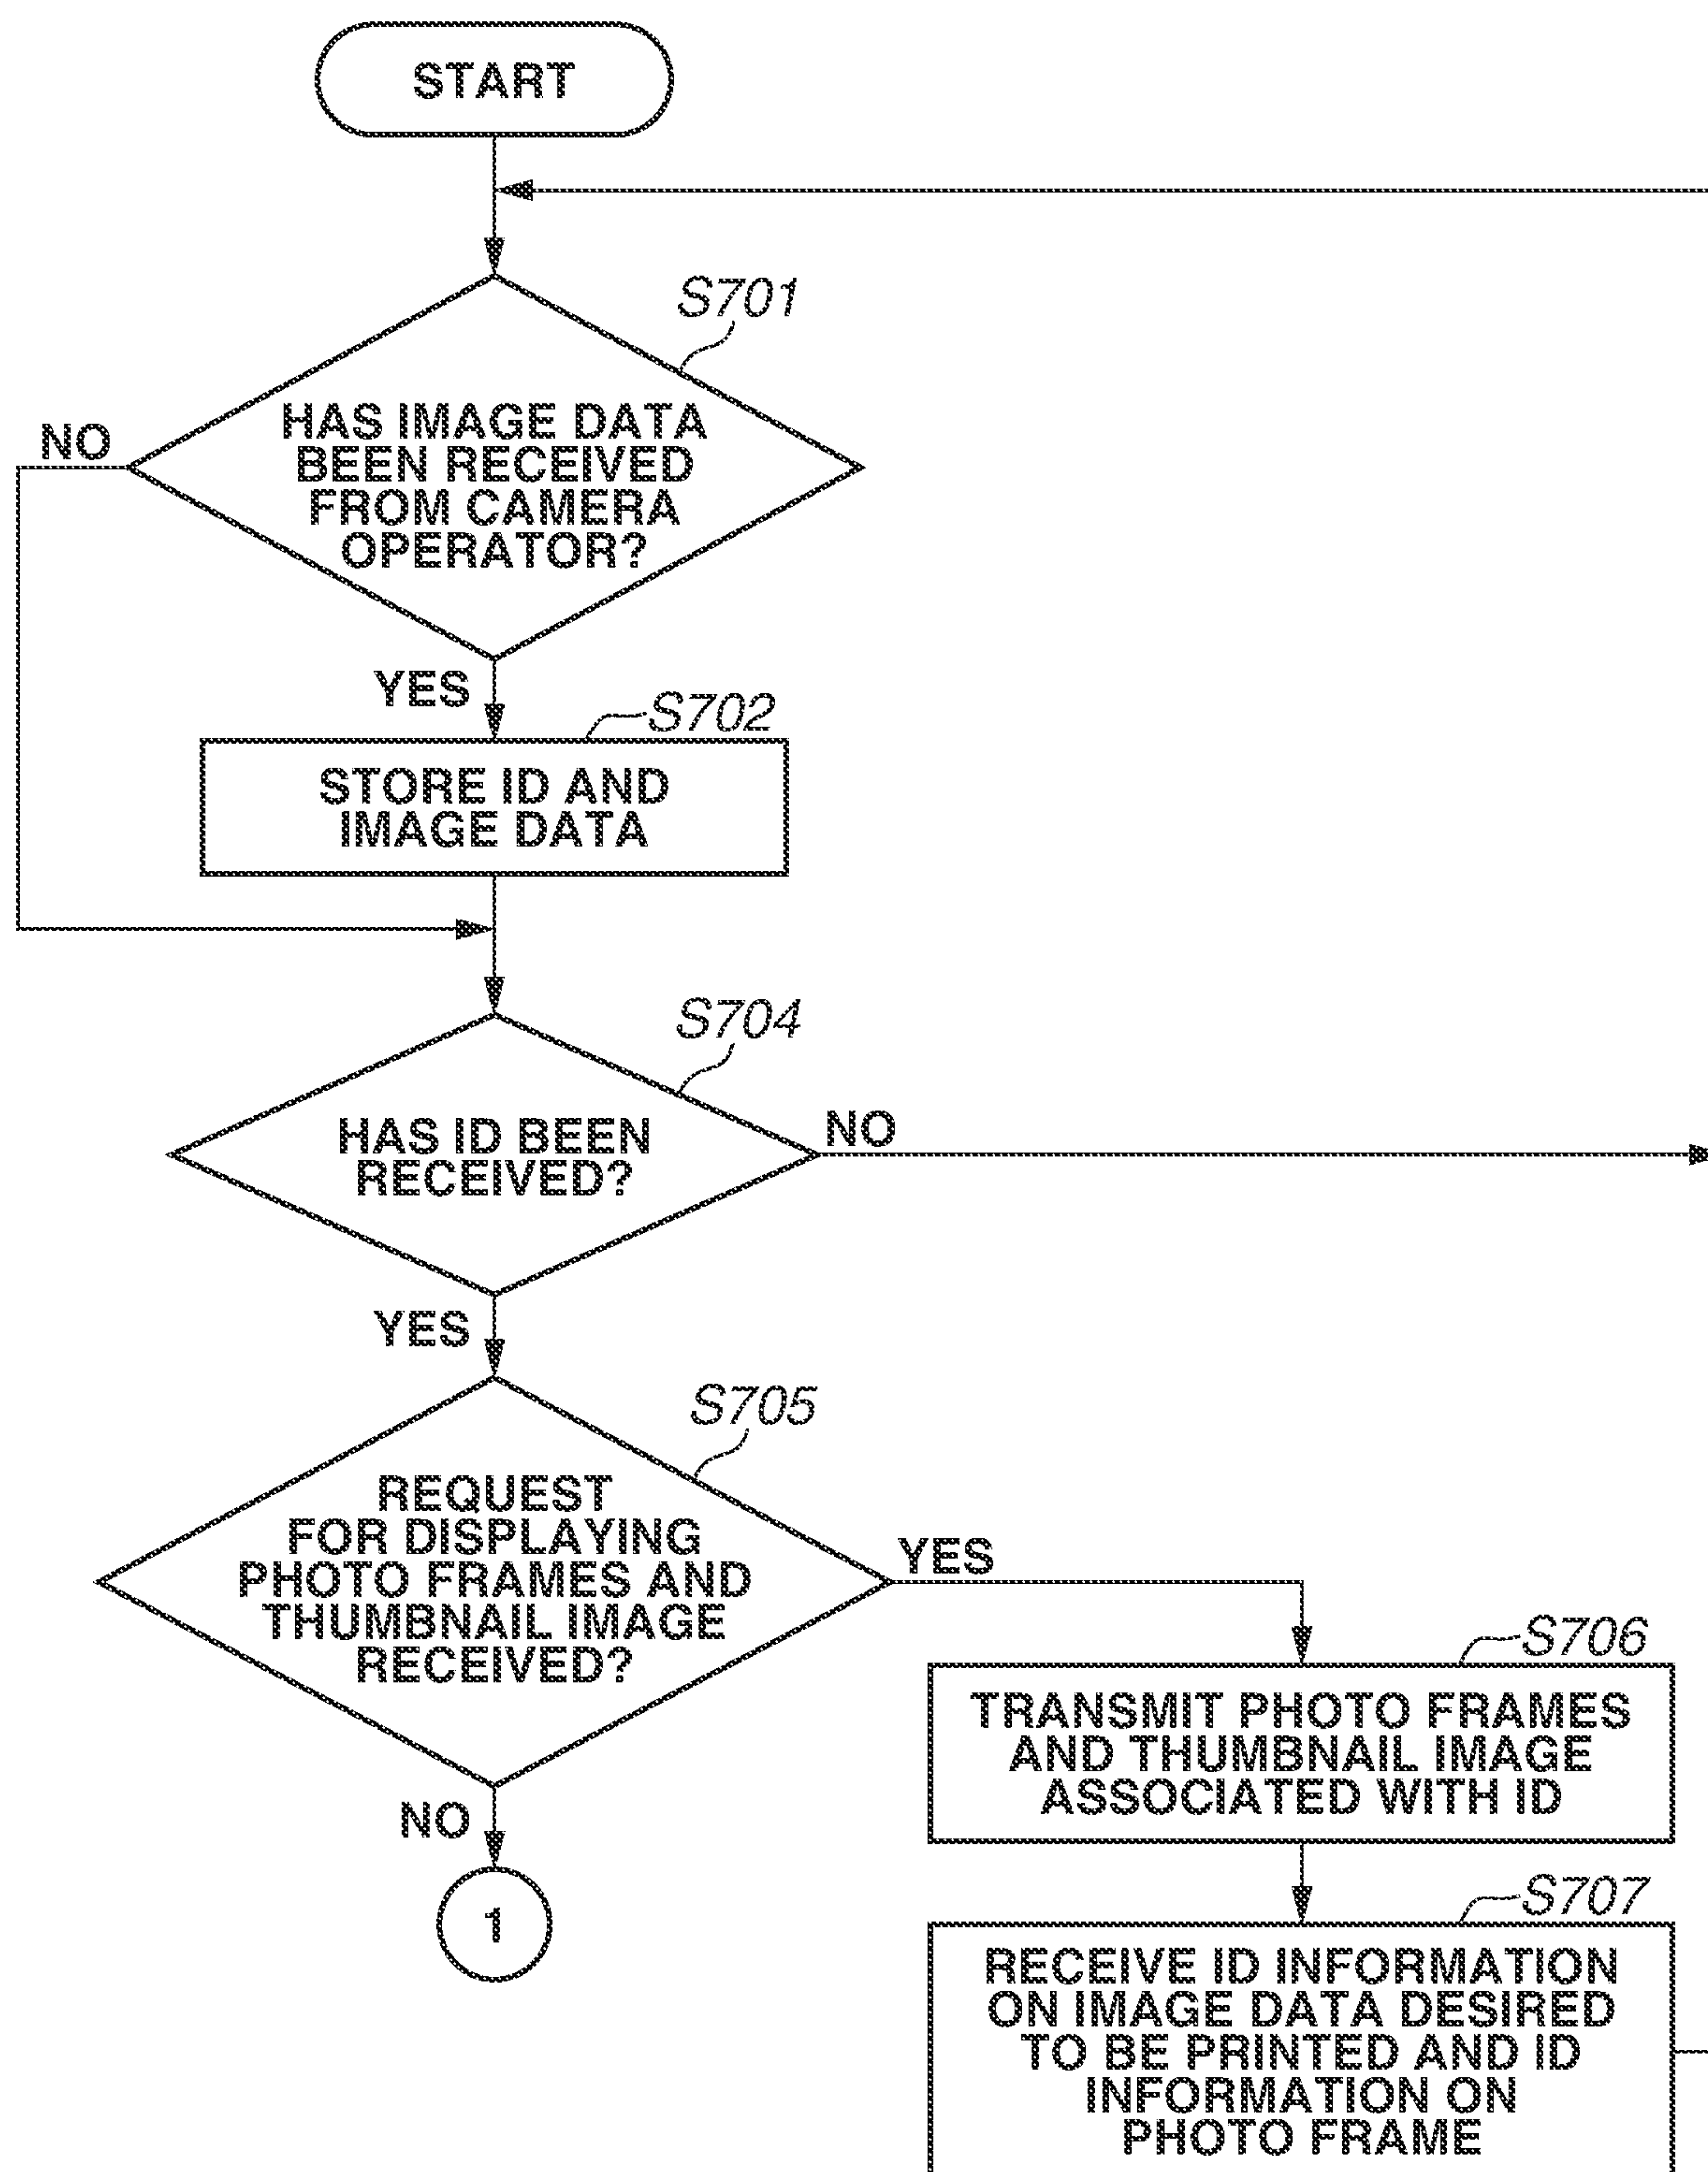 START
S701
HAS IMAGE DATA
BEEN RECEIVED
FROM CAMERA
OPERATOR?
NO
YES
S702
STORE ID AND
IMAGE DATA
S704
HAS ID BEEN
RECEIVED?
NO
YES
S705
REQUEST
FOR DISPLAYING
PHOTO FRAMES AND
THUMBNAIL IMAGE
RECEIVED?
YES
NO
1
S706
TRANSMIT PHOTO FRAMES
AND THUMBNAIL IMAGE
ASSOCIATED WITH ID
S707
RECEIVE ID INFORMATION
ON IMAGE DATA DESIRED
TO BE PRINTED AND ID
INFORMATION ON
PHOTO FRAME